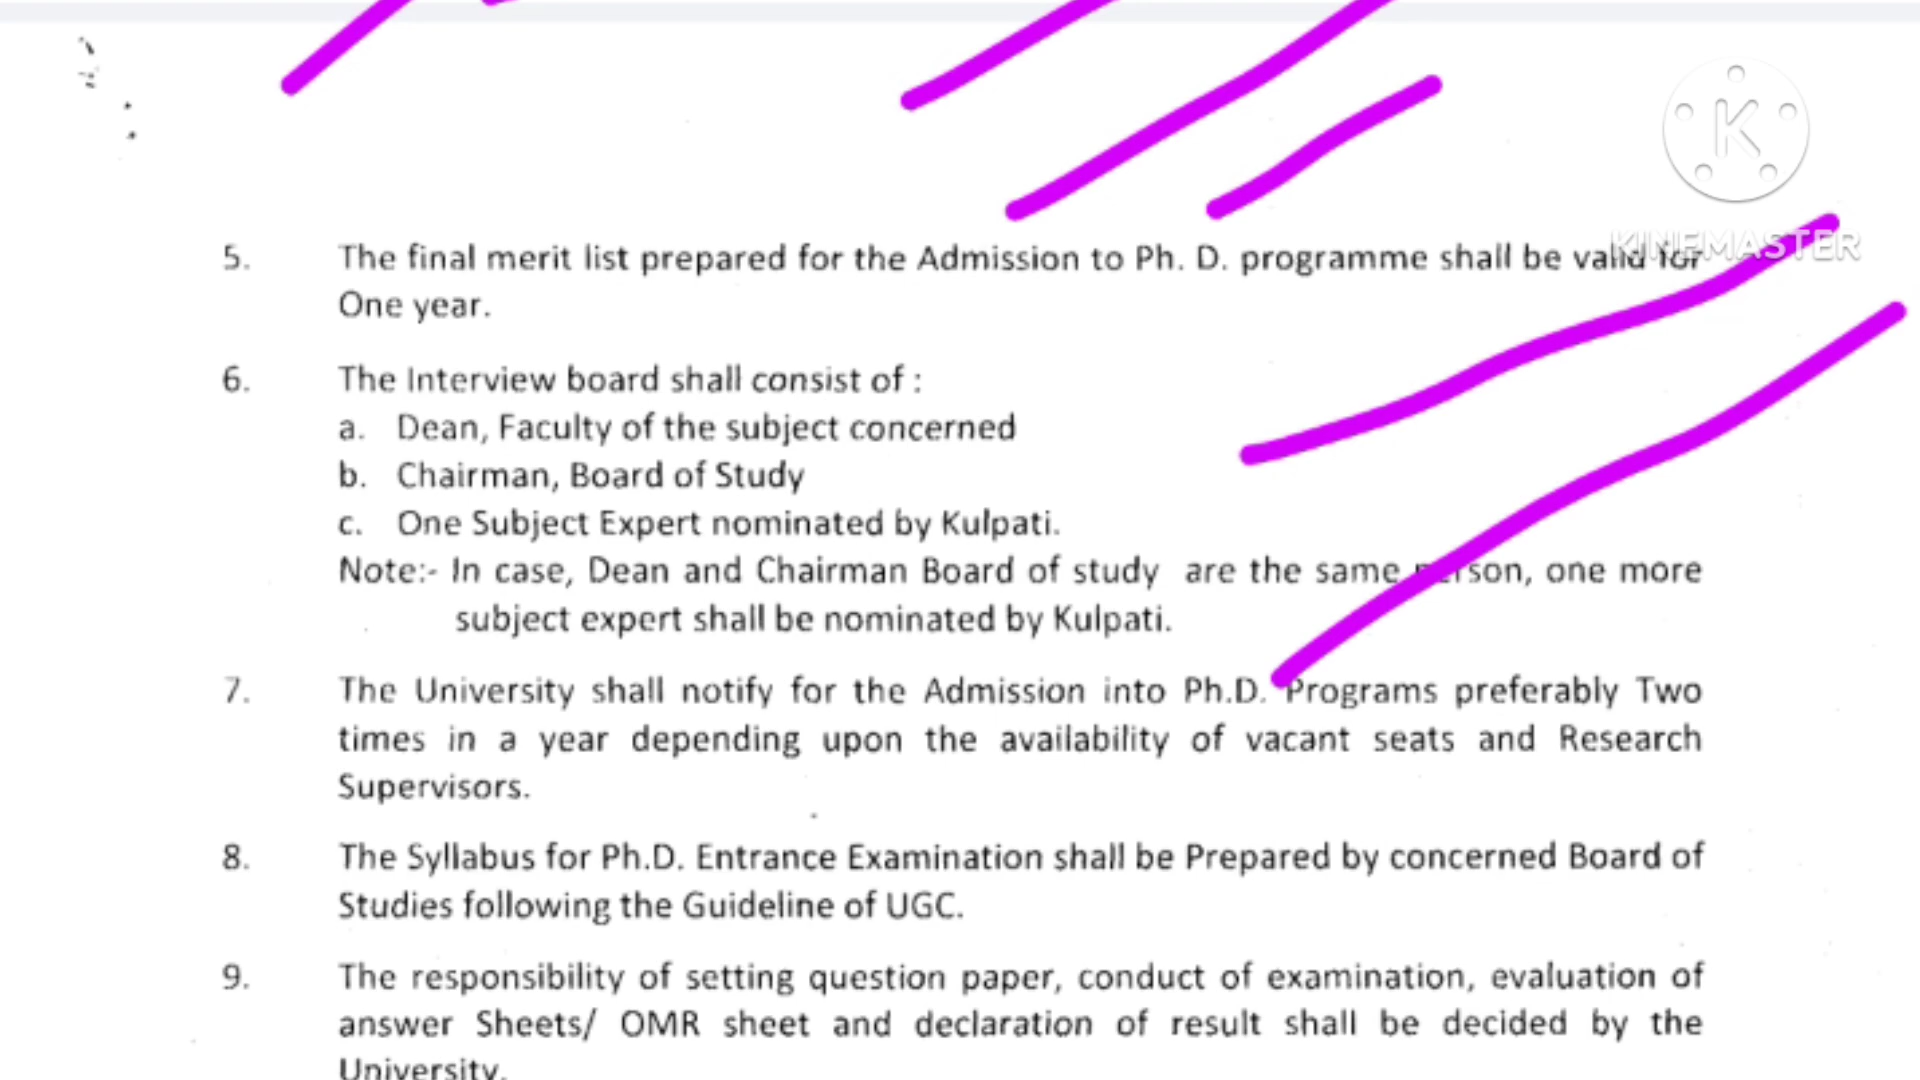 K
KINEMASTER
5. The final merit list prepared for the Admission to Ph. D. programme shall be valid for
One year.
6. The Interview board shall consist of :
a. Dean, Faculty of the subject concerned
b. Chairman, Board of Study
c. One Subject Expert nominated by Kulpati.
Note:- In case, Dean and Chairman Board of study are the same person, one more
subject expert shall be nominated by Kulpati.
7. The University shall notify for the Admission into Ph.D. Programs preferably Two
times in a year depending upon the availability of vacant seats and Research
Supervisors.
8. The Syllabus for Ph.D. Entrance Examination shall be Prepared by concerned Board of
Studies following the Guideline of UGC.
9. The responsibility of setting question paper, conduct of examination, evaluation of
answer Sheets/ OMR sheet and declaration of result shall be decided by the
University.